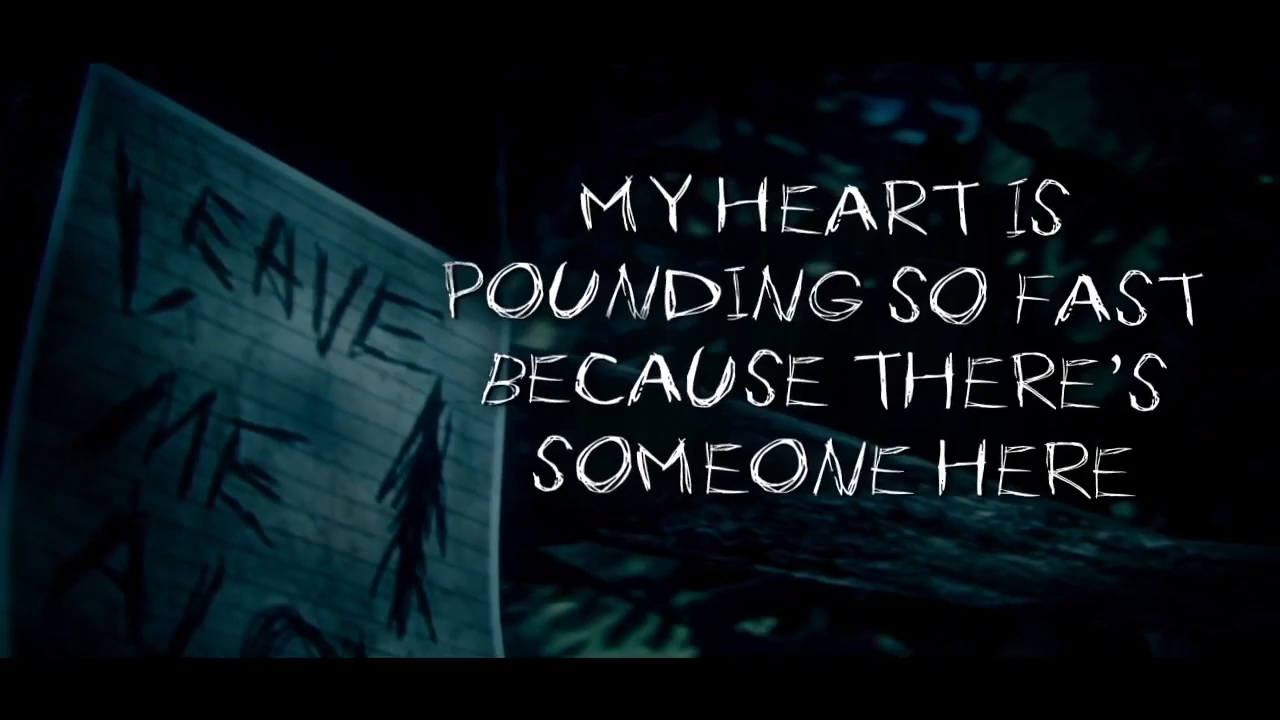 LEAVE
ME
MY HEART IS
POUNDING SO FAST
BECAUSE THERE'S
SOMEONE HERE